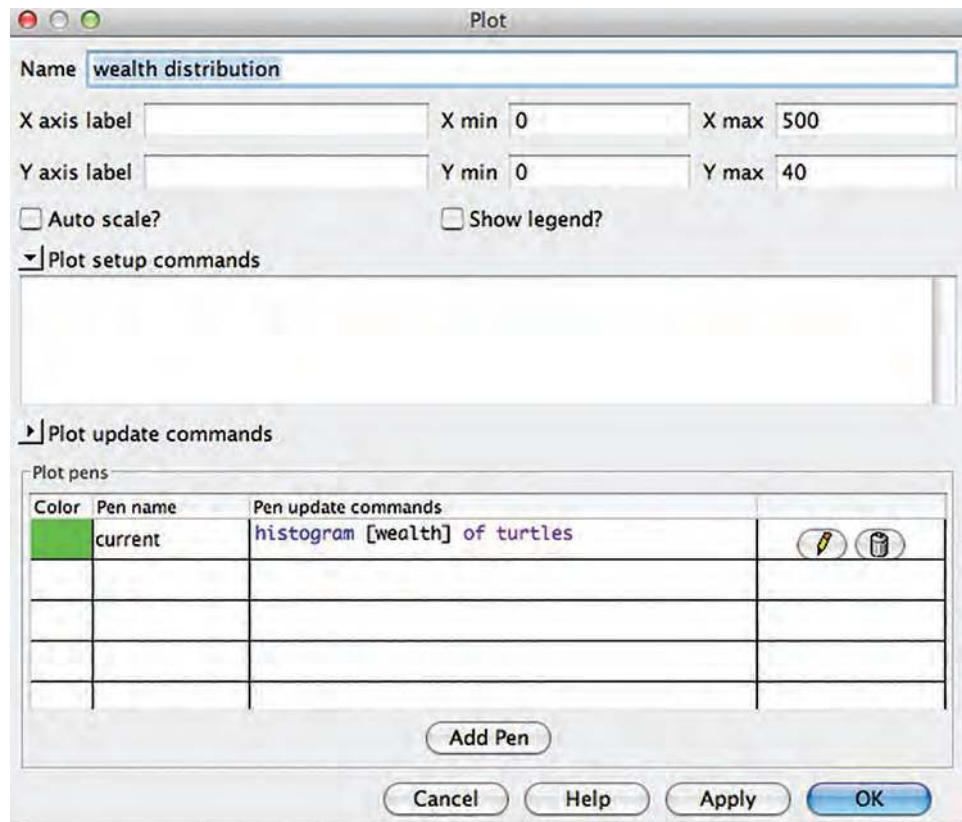 Plot
Name wealth distribution
X axis label X min 0 X max 500
Y axis label Y min 0 Y max 40
Auto scale? Show legend?
Plot setup commands
Plot update commands
Plot pens
Color Pen name Pen update commands
current histogram [wealth] of turtles
Add Pen
Cancel Help Apply OK